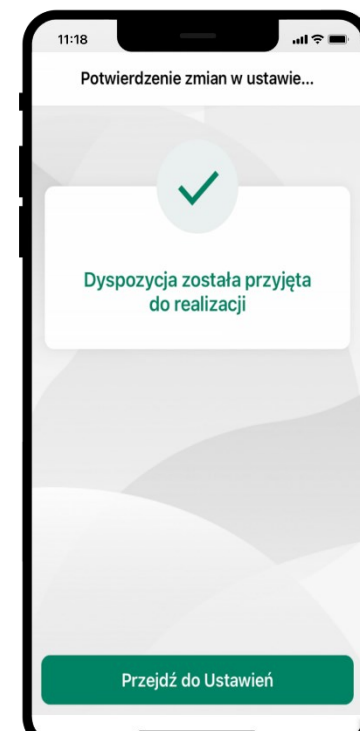 11:18
Potwierdzenie zmian w ustawie...
Dyspozycja została przyjęta
do realizacji
Przejdź do Ustawień